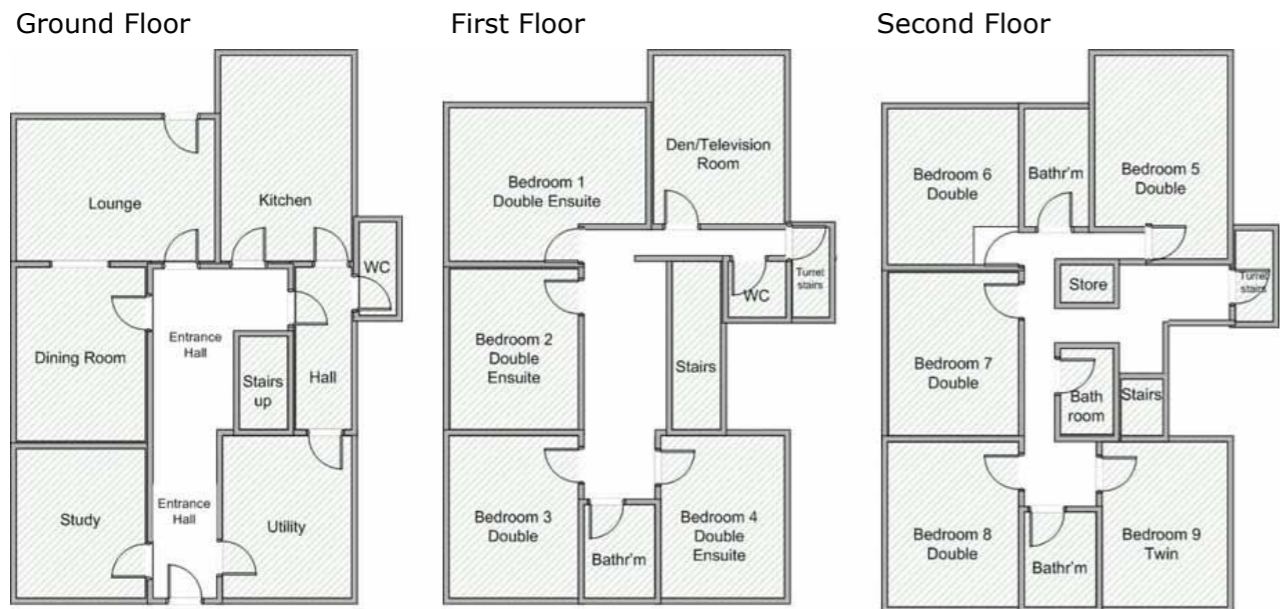 Ground Floor
First Floor
Second Floor
Lounge
Kitchen
WC
Entrance
Hall
Dining Room
Stairs
up
Hall
Study
Entrance
Hall
Utility
Den/Television
Room
Bedroom 1
Double Ensuite
WC
Turret
stairs
Bedroom 2
Double
Ensuite
Stairs
Bedroom 3
Double
Bathr'm
Bedroom 4
Double
Ensuite
Bedroom 6
Double
Bathr'm
Bedroom 5
Double
Store
Turret
stairs
Bedroom 7
Double
Bath
room
Stairs
Bedroom 8
Double
Bathr'm
Bedroom 9
Twin